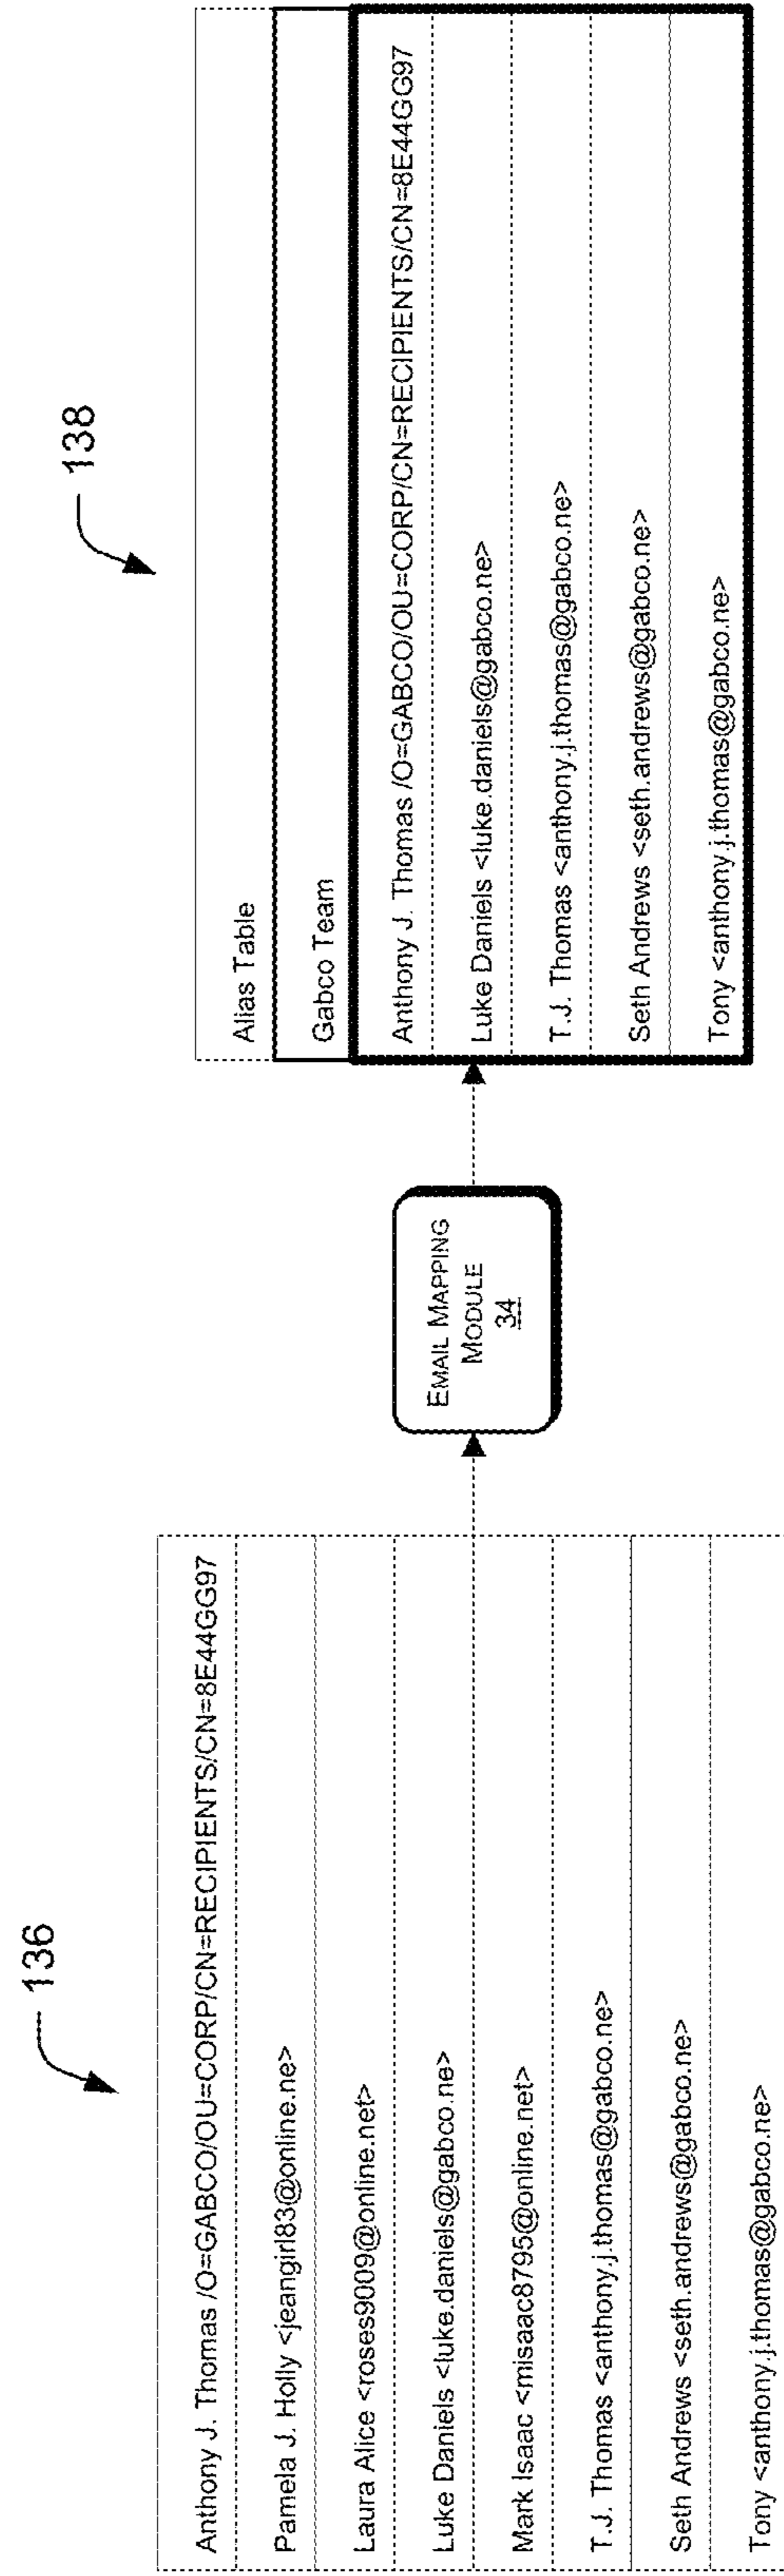 136
Anthony J. Thomas /O=GABCO/OU=CORP/CN=RECIPIENTS/CN=8E44GG97
Pamela J. Holly <jeangirl83@online.ne>
Laura Alice <roses9009@online.net>
Luke Daniels <luke.daniels@gabco.ne>
Mark Isaac <misaac8795@online.net>
T.J. Thomas <anthony.j.thomas@gabco.ne>
Seth Andrews <seth.andrews@gabco.ne>
Tony <anthony.j.thomas@gabco.ne>
EMAIL MAPPING
MODULE
34
138
Alias Table
Gabco Team
Anthony J. Thomas /O=GABCO/OU=CORP/CN=RECIPIENTS/CN=8E44GG97
Luke Daniels <luke.daniels@gabco.ne>
T.J. Thomas <anthony.j.thomas@gabco.ne>
Seth Andrews <seth.andrews@gabco.ne>
Tony <anthony.j.thomas@gabco.ne>